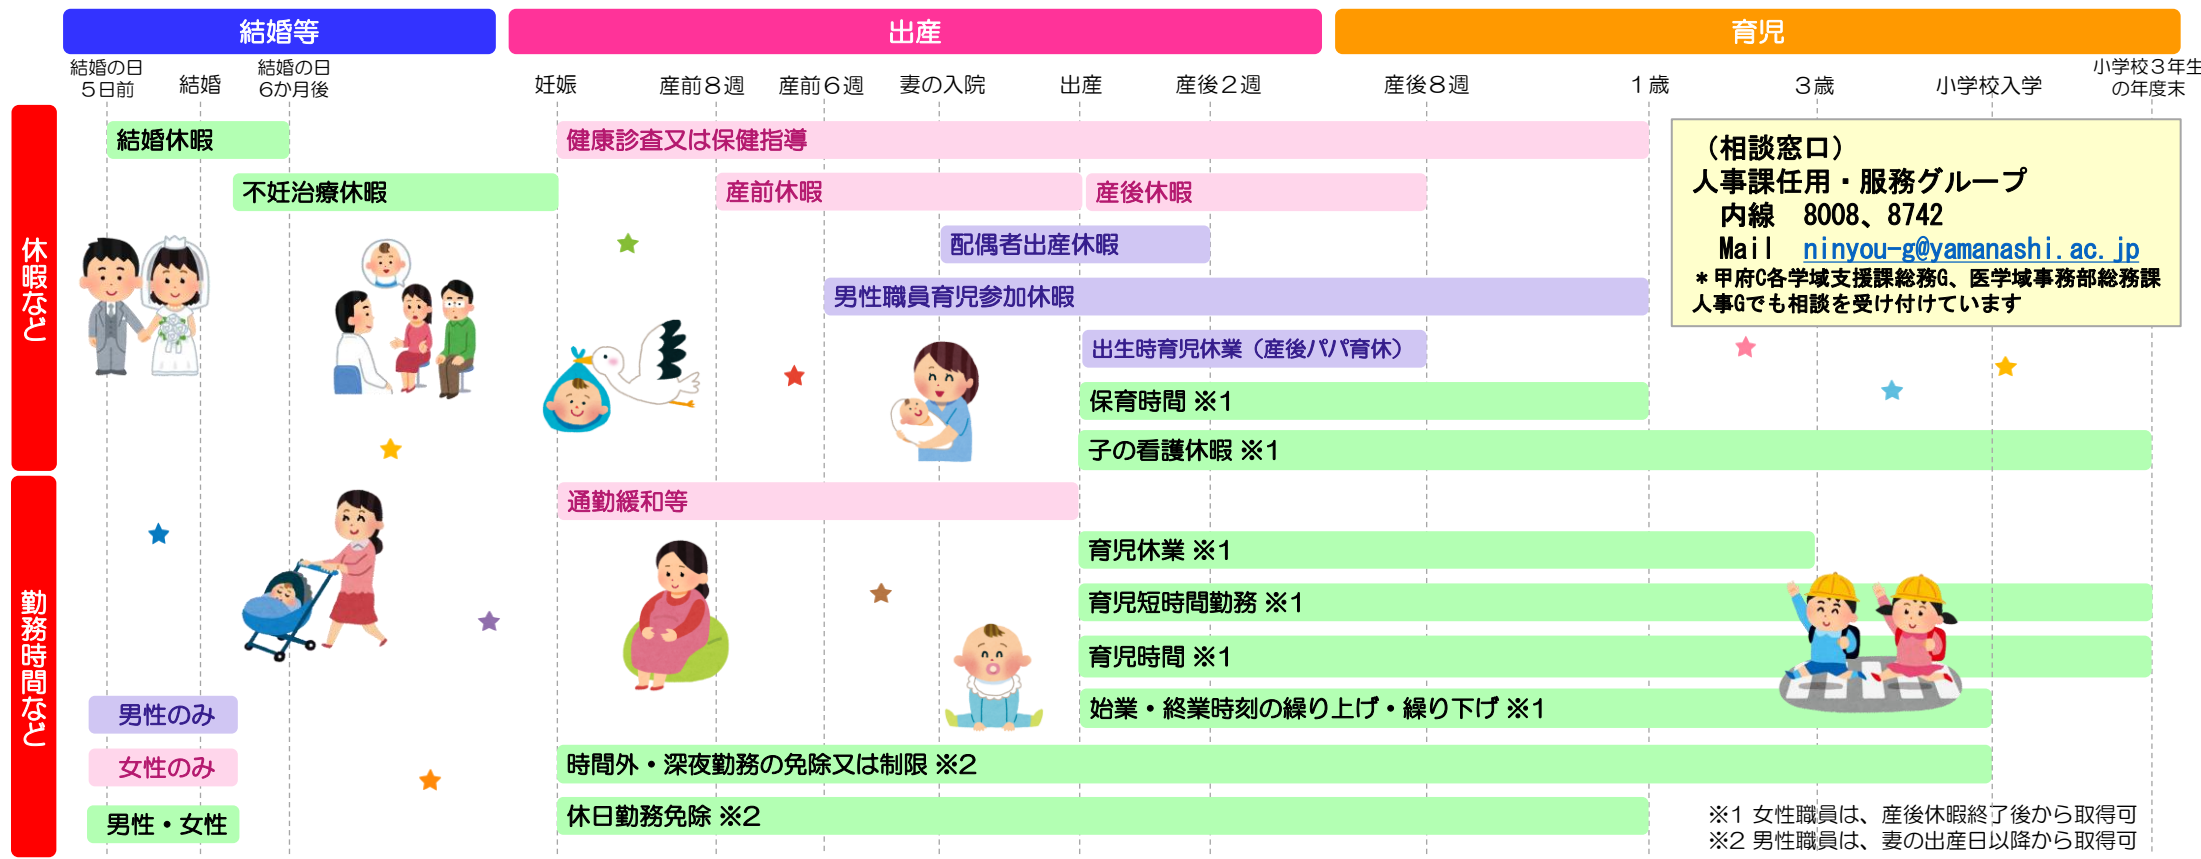 結婚等
出産
育児
結婚の日
５日前
結婚
結婚の日
6か月後
妊娠
産前８週
産前６週
妻の入院
出産
産後２週
産後８週
１歳
３歳
小学校入学
小学校３年生
の年度末
休暇など
結婚休暇
健康診査又は保健指導
不妊治療休暇
産前休暇
産後休暇
配偶者出産休暇
男性職員育児参加休暇
出生時育児休業（産後パパ育休）
保育時間 ※1
子の看護休暇 ※1
（相談窓口）
人事課任用・服務グループ
内線　8008、8742
Mail　ninyou-g@yamanashi.ac.jp
＊甲府C各学域支援課総務G、医学域事務部総務課
人事Gでも相談を受け付けています
勤務時間など
通勤緩和等
育児休業 ※1
育児短時間勤務 ※1
育児時間 ※1
始業・終業時刻の繰り上げ・繰り下げ ※1
時間外・深夜勤務の免除又は制限 ※2
休日勤務免除 ※2
男性のみ
女性のみ
男性・女性
※1 女性職員は、産後休暇終了後から取得可
※2 男性職員は、妻の出産日以降から取得可